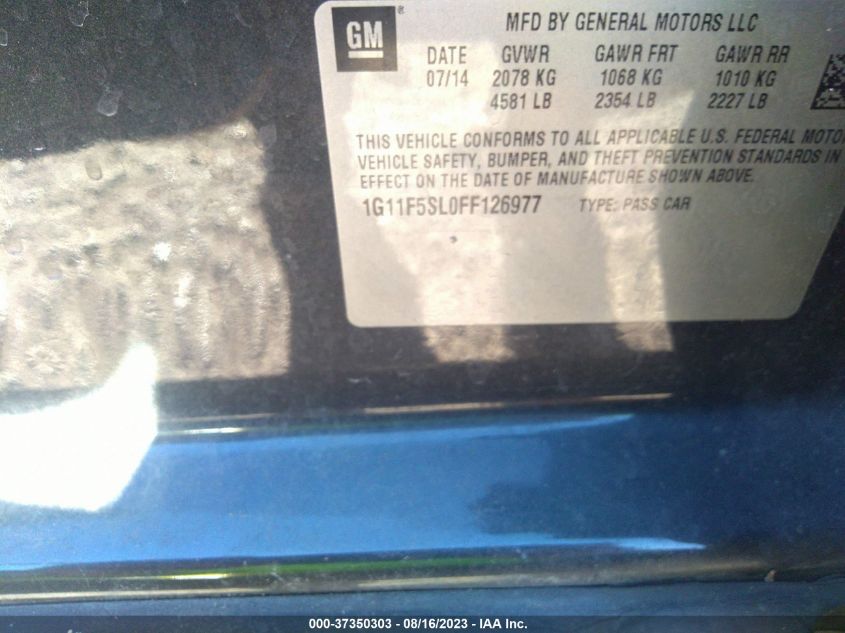 GM ® MFD BY GENERAL MOTORS LLC
DATE GVWR GAWR FRT GAWR RR
07/14 2078 KG 1068 KG 1010 KG
4581 LB 2354 LB 2227 LB
THIS VEHICLE CONFORMS TO ALL APPLICABLE U.S. FEDERAL MOTO
VEHICLE SAFETY, BUMPER, AND THEFT PREVENTION STANDARDS IN
EFFECT ON THE DATE OF MANUFACTURE SHOWN ABOVE.
1G11F5SL0FF126977 TYPE: PASS CAR
000-37350303 - 08/16/2023 - IAA Inc.